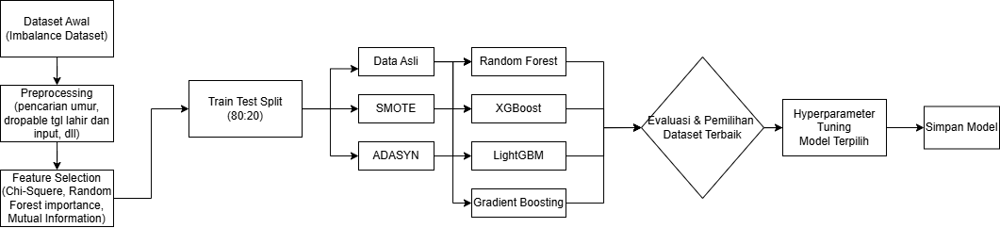 Dataset Awal
(Imbalance Dataset)
Preprocessing
(pencarian umur,
dropable tgl lahir dan
input, dll)
Feature Selection
(Chi-Squere, Random
Forest importance,
Mutual Information)
Train Test Split
(80:20)
Data Asli
SMOTE
ADASYN
Random Forest
XGBoost
LightGBM
Gradient Boosting
Evaluasi & Pemilihan
Dataset Terbaik
Hyperparameter
Tuning
Model Terpilih
Simpan Model